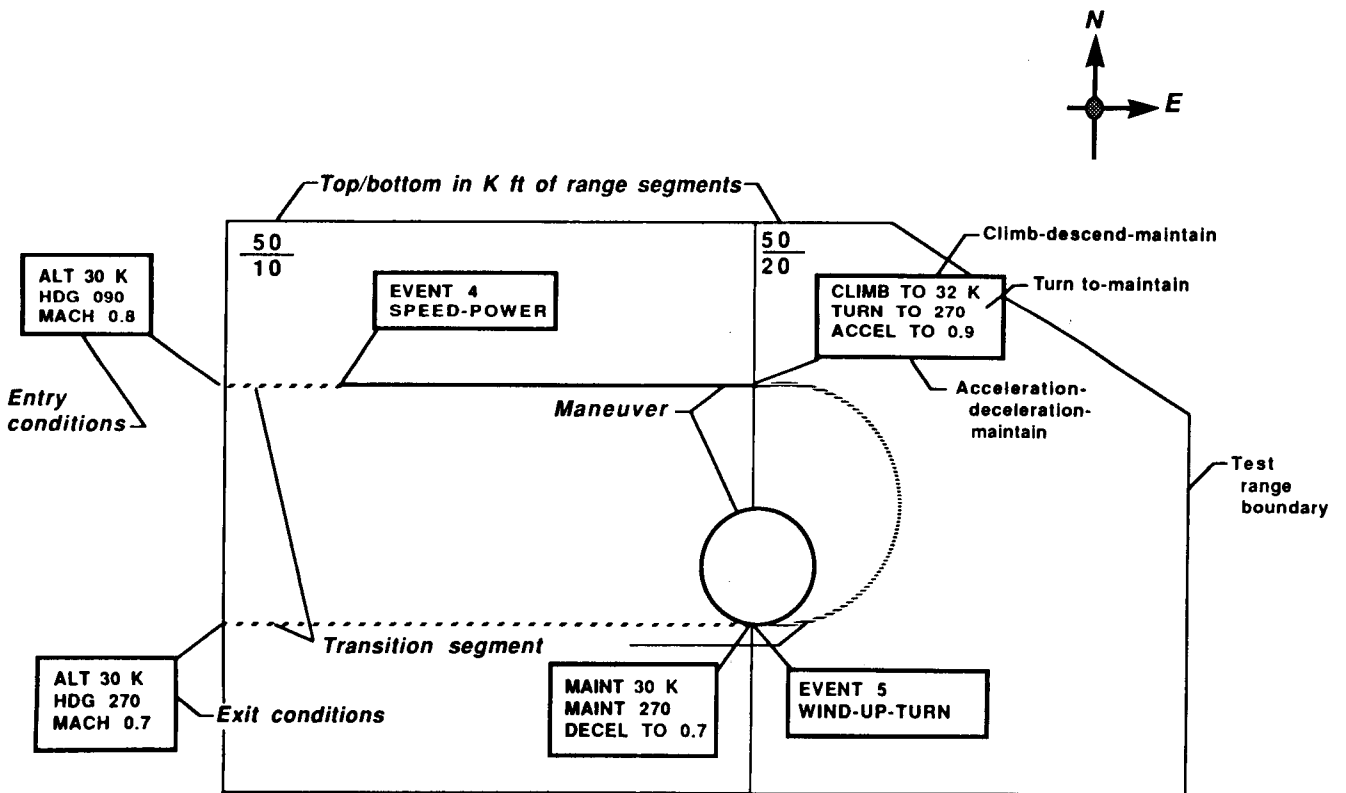 N
E
Top/bottom in K ft of range segments
50
10
50
20
Climb-descend-maintain
Turn to-maintain
ALT 30 K
HDG 090
MACH 0.8
EVENT 4
SPEED-POWER
CLIMB TO 32 K
TURN TO 270
ACCEL TO 0.9
Entry
conditions
Maneuver
Acceleration-
deceleration-
maintain
Test
range
boundary
Transition segment
ALT 30 K
HDG 270
MACH 0.7
Exit conditions
MAINT 30 K
MAINT 270
DECEL TO 0.7
EVENT 5
WIND-UP-TURN